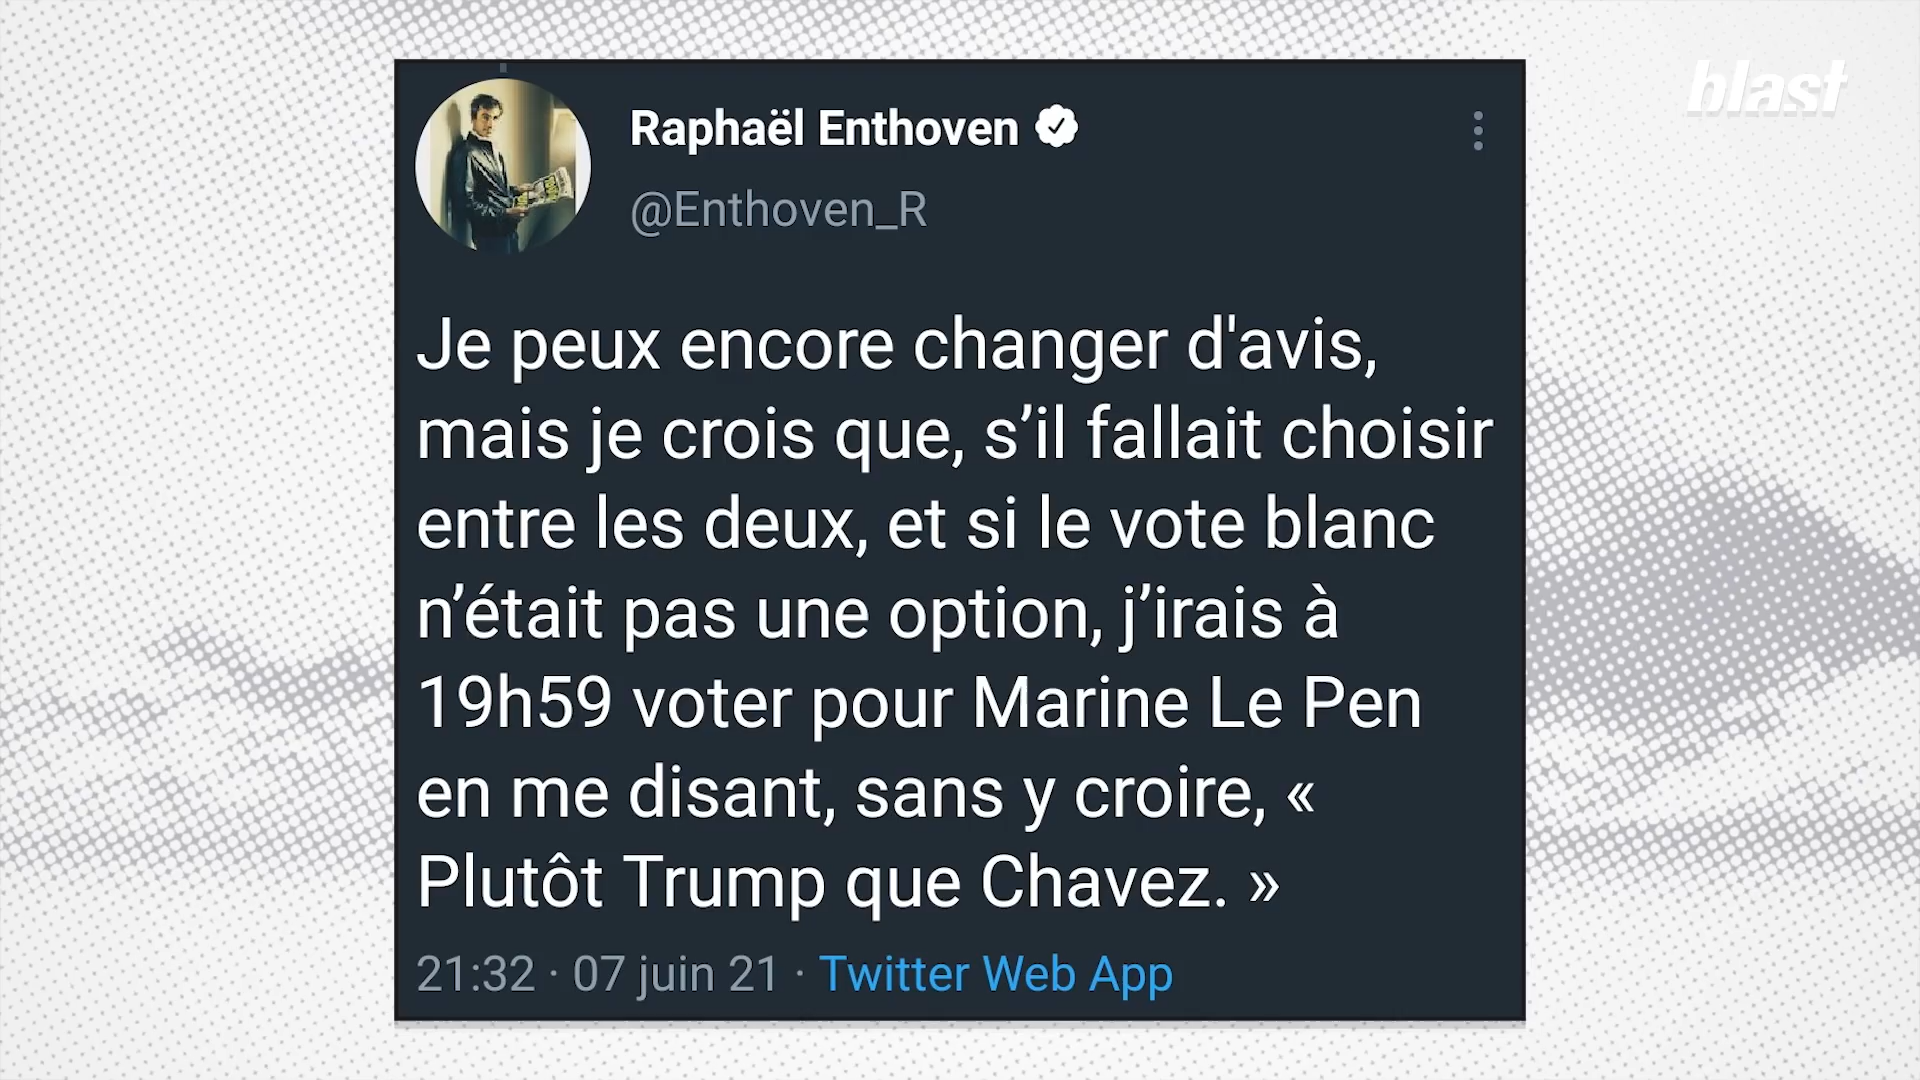 blast
Raphaël Enthoven
@Enthoven_R
Je peux encore changer d'avis,
mais je crois que, s’il fallait choisir
entre les deux, et si le vote blanc
n’était pas une option, j’irais à
19h59 voter pour Marine Le Pen
en me disant, sans y croire, «
Plutôt Trump que Chavez. »
21:32 · 07 juin 21 · Twitter Web App